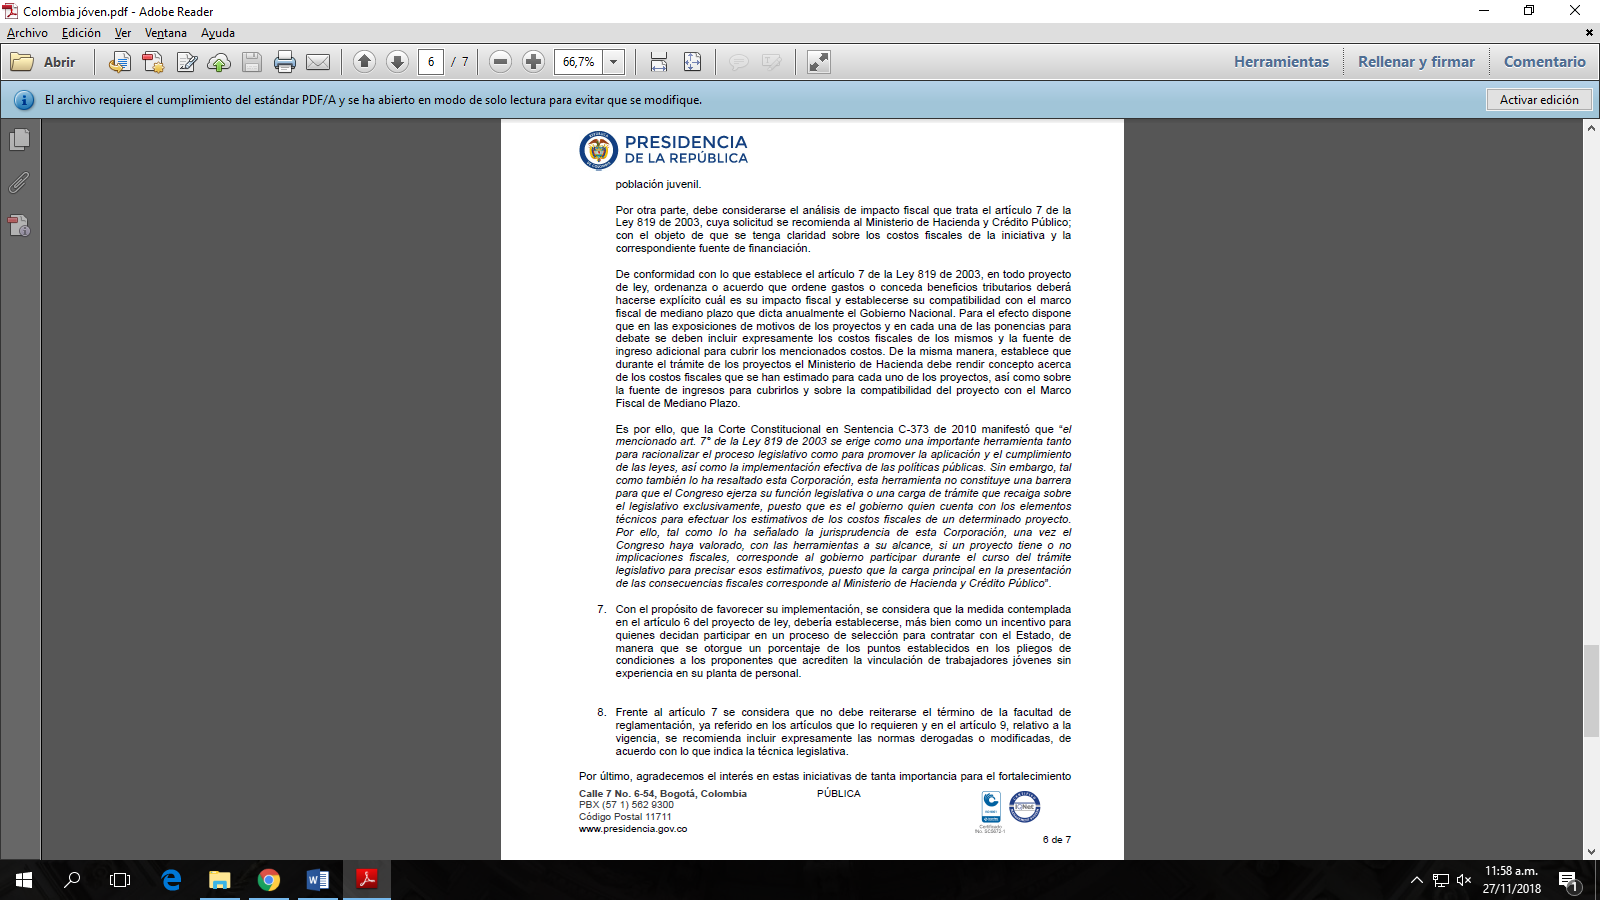 Colombia jóven.pdf - Adobe Reader
Archivo Edición Ver Ventana Ayuda
Abrir 6 / 7 66,7% Herramientas Rellenar y firmar Comentario
El archivo requiere el cumplimiento del estándar PDF/A y se ha abierto en modo de solo lectura para evitar que se modifique. Activar edición
PRESIDENCIA
DE LA REPÚBLICA
población juvenil.
Por otra parte, debe considerarse el análisis de impacto fiscal que trata el artículo 7 de la
Ley 819 de 2003, cuya solicitud se recomienda al Ministerio de Hacienda y Crédito Público;
con el objeto de que se tenga claridad sobre los costos fiscales de la iniciativa y la
correspondiente fuente de financiación.
De conformidad con lo que establece el artículo 7 de la Ley 819 de 2003, en todo proyecto
de ley, ordenanza o acuerdo que ordene gastos o conceda beneficios tributarios deberá
hacerse explícito cuál es su impacto fiscal y establecerse su compatibilidad con el marco
fiscal de mediano plazo que dicta anualmente el Gobierno Nacional. Para el efecto dispone
que en las exposiciones de motivos de los proyectos y en cada una de las ponencias para
debate se deben incluir expresamente los costos fiscales de los mismos y la fuente de
ingreso adicional para cubrir los mencionados costos. De la misma manera, establece que
durante el trámite de los proyectos el Ministerio de Hacienda debe rendir concepto acerca
de los costos fiscales que se han estimado para cada uno de los proyectos, así como sobre
la fuente de ingresos para cubrirlos y sobre la compatibilidad del proyecto con el Marco
Fiscal de Mediano Plazo.
Es por ello, que la Corte Constitucional en Sentencia C-373 de 2010 manifestó que “el
mencionado art. 7° de la Ley 819 de 2003 se erige como una importante herramienta tanto
para racionalizar el proceso legislativo como para promover la aplicación y el cumplimiento
de las leyes, así como la implementación efectiva de las políticas públicas. Sin embargo, tal
como también lo ha resaltado esta Corporación, esta herramienta no constituye una barrera
para que el Congreso ejerza su función legislativa o una carga de trámite que recaiga sobre
el legislativo exclusivamente, puesto que es el gobierno quien cuenta con los elementos
técnicos para efectuar los estimativos de los costos fiscales de un determinado proyecto.
Por ello, tal como lo ha señalado la jurisprudencia de esta Corporación, una vez el
Congreso haya valorado, con las herramientas a su alcance, si un proyecto tiene o no
implicaciones fiscales, corresponde al gobierno participar durante el curso del trámite
legislativo para precisar esos estimativos, puesto que la carga principal en la presentación
de las consecuencias fiscales corresponde al Ministerio de Hacienda y Crédito Público”.
7. Con el propósito de favorecer su implementación, se considera que la medida contemplada
en el artículo 6 del proyecto de ley, debería establecerse, más bien como un incentivo para
quienes decidan participar en un proceso de selección para contratar con el Estado, de
manera que se otorgue un porcentaje de los puntos establecidos en los pliegos de
condiciones a los proponentes que acrediten la vinculación de trabajadores jóvenes sin
experiencia en su planta de personal.
8. Frente al artículo 7 se considera que no debe reiterarse el término de la facultad de
reglamentación, ya referido en los artículos que lo requieren y en el artículo 9, relativo a la
vigencia, se recomienda incluir expresamente las normas derogadas o modificadas, de
acuerdo con lo que indica la técnica legislativa.
Por último, agradecemos el interés en estas iniciativas de tanta importancia para el fortalecimiento
Calle 7 No. 6-54, Bogotá, Colombia PÚBLICA
PBX (57 1) 562 9300
Código Postal 11711
www.presidencia.gov.co
6 de 7
11:58 a.m.
27/11/2018
1